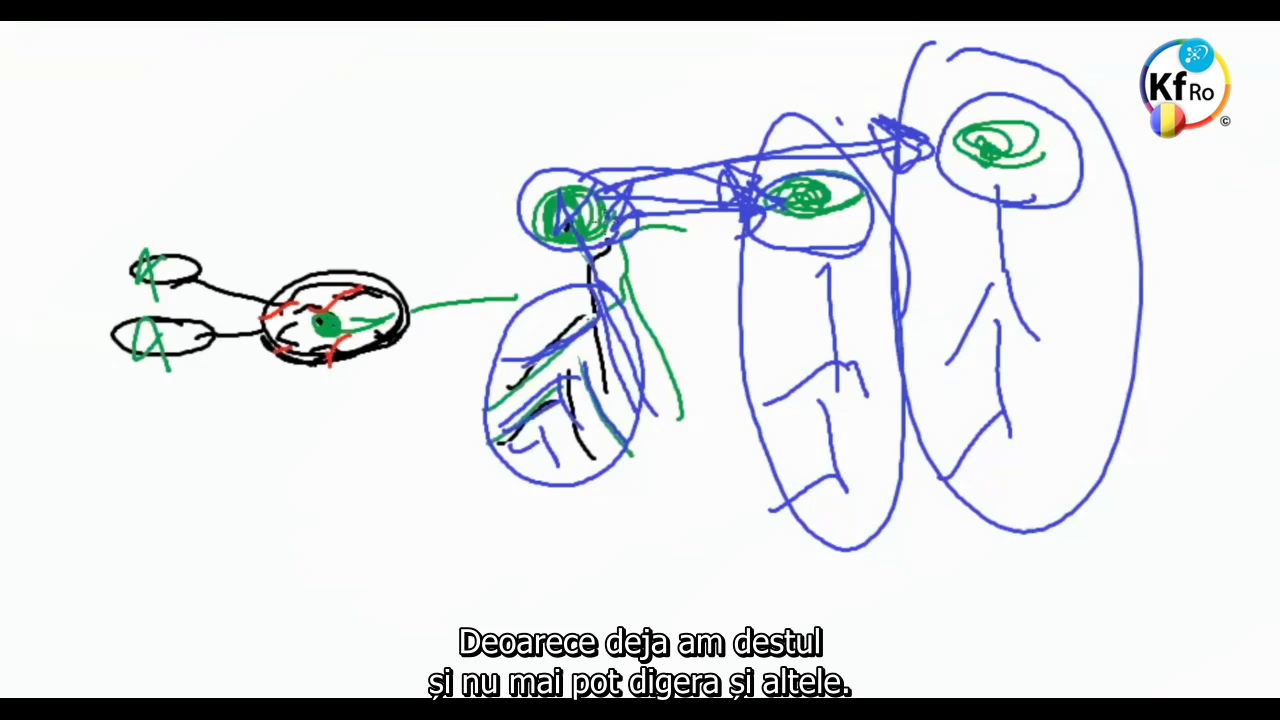 Kf Ro
©
Deoarece deja am destul
și nu mai pot digera și altele.